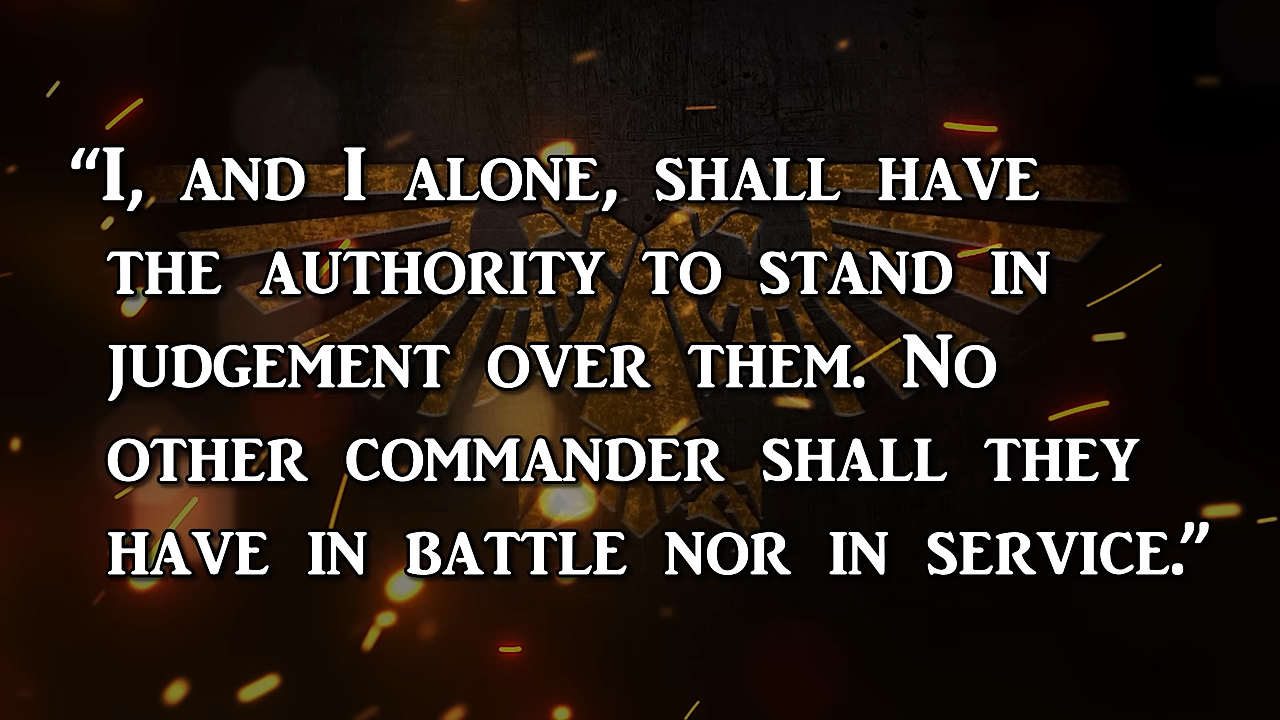 “I, and I alone, shall have
the authority to stand in
judgement over them. No
other commander shall they
have in battle nor in service.”